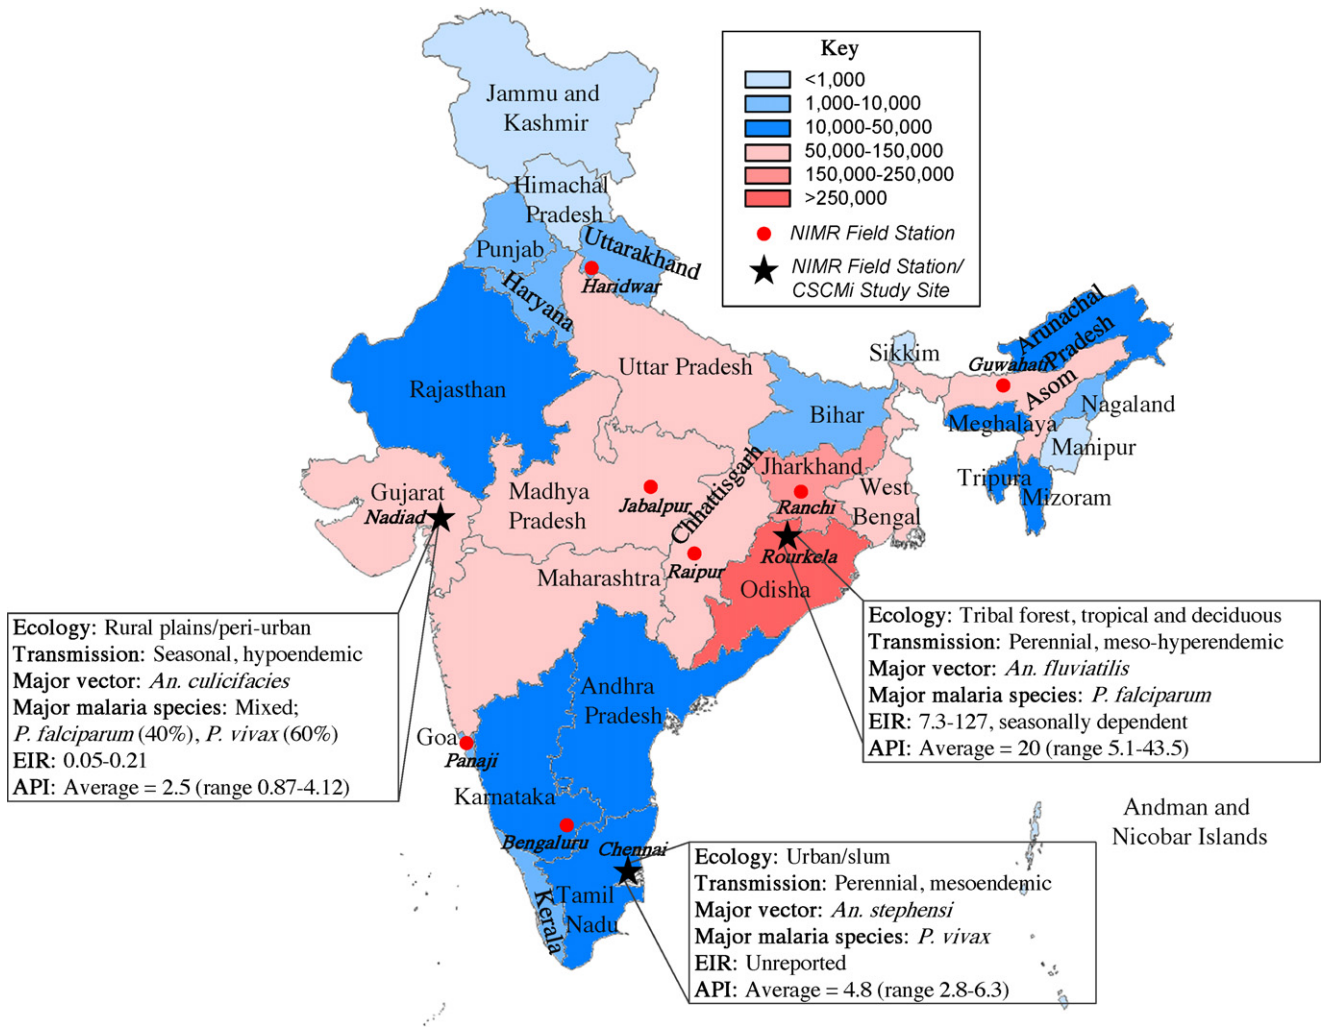 Key
<1,000
1,000-10,000
10,000-50,000
50,000-150,000
150,000-250,000
>250,000
NIMR Field Station
NIMR Field Station/
CSCMi Study Site
Jammu and
Kashmir
Himachal
Pradesh
Punjab
Uttarakhand
Haridwar
Haryana
Rajasthan
Uttar Pradesh
Bihar
Sikkim
Arunachal
Pradesh
Guwahati
Asom
Nagaland
Meghalaya
Manipur
Tripura
Mizoram
Gujarat
Nadiad
Madhya
Pradesh
Jabalpur
Chhattisgarh
Raipur
Jharkhand
Ranchi
West
Bengal
Rourkela
Odisha
Maharashtra
Andhra
Pradesh
Goa
Panaji
Karnataka
Bengaluru
Chennai
Tamil
Nadu
Kerala
Andman and
Nicobar Islands
Ecology: Rural plains/peri-urban
Transmission: Seasonal, hypoendemic
Major vector: An. culicifacies
Major malaria species: Mixed;
P. falciparum (40%), P. vivax (60%)
EIR: 0.05-0.21
API: Average = 2.5 (range 0.87-4.12)
Ecology: Tribal forest, tropical and deciduous
Transmission: Perennial, meso-hyperendemic
Major vector: An. fluviatilis
Major malaria species: P. falciparum
EIR: 7.3-127, seasonally dependent
API: Average = 20 (range 5.1-43.5)
Ecology: Urban/slum
Transmission: Perennial, mesoendemic
Major vector: An. stephensi
Major malaria species: P. vivax
EIR: Unreported
API: Average = 4.8 (range 2.8-6.3)